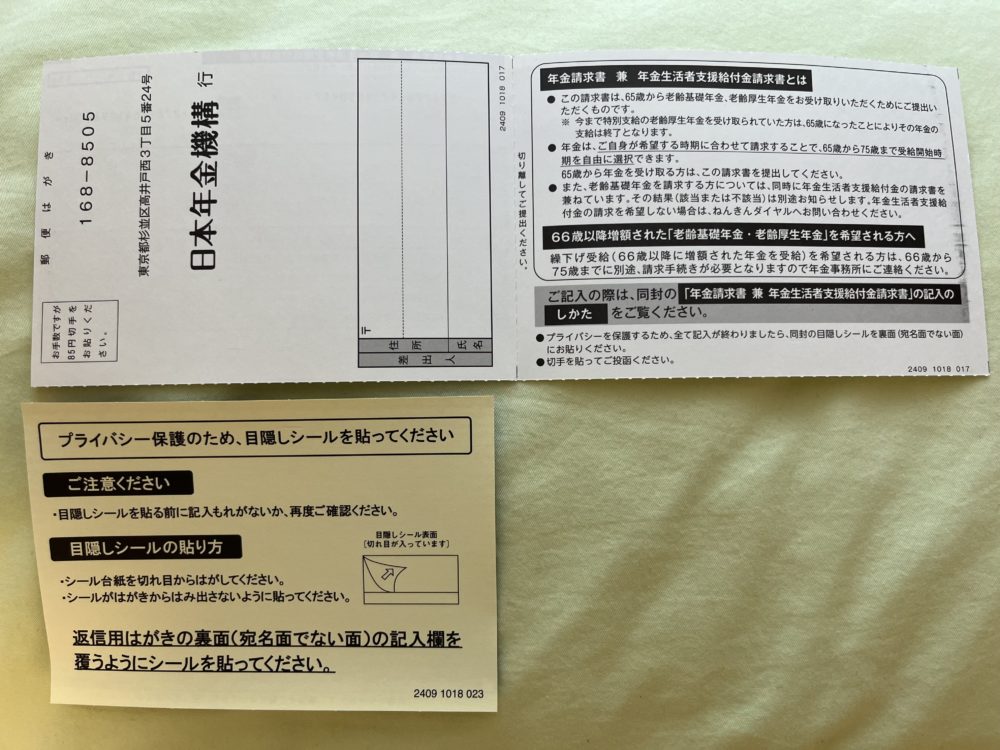 郵便はがき
168-8505
東京都杉並区高井戸西3丁目5番24号
日本年金機構 行
お手数ですが
85円切手を
お貼りくだ
さい。
〒
住所
氏名
差出人
2409 1018 017
切り離してご提出ください。
年金請求書 兼 年金生活者支援給付金請求書とは
● この請求書は、65歳から老齢基礎年金、老齢厚生年金をお受け取りいただくためにご提出い
ただくものです。
※ 今まで特別支給の老齢厚生年金を受け取られていた方は、65歳になったことによりその年金の
支給は終了となります。
● 年金は、ご自身が希望する時期に合わせて請求することで、65歳から75歳まで受給開始時
期を自由に選択できます。
65歳から年金を受け取る方は、この請求書を提出してください。
● また、老齢基礎年金を請求する方については、同時に年金生活者支援給付金の請求書を
兼ねています。その結果(該当または不該当)は別途お知らせします。年金生活者支援給
付金の請求を希望しない場合は、ねんきんダイヤルへお問い合わせください。
66歳以降増額された「老齢基礎年金・老齢厚生年金」を希望される方へ
繰下げ受給(66歳以降に増額された年金を受給)を希望される方は、66歳から
75歳までに別途、請求手続きが必要となりますので年金事務所にご連絡ください。
ご記入の際は、同封の「年金請求書 兼 年金生活者支援給付金請求書」の記入の
しかた をご覧ください。
●プライバシーを保護するため、全て記入が終わりましたら、同封の目隠しシールを裏面(宛名面でない面)
にお貼りください。
●切手を貼ってご投函ください。
2409 1018 017
プライバシー保護のため、目隠しシールを貼ってください
ご注意ください
・目隠しシールを貼る前に記入もれがないか、再度ご確認ください。
目隠しシールの貼り方
目隠しシール表面
[切れ目が入っています]
・シール台紙を切れ目からはがしてください。
・シールがはがきからはみ出さないように貼ってください。
返信用はがきの裏面(宛名面でない面)の記入欄を
覆うようにシールを貼ってください。
2409 1018 023